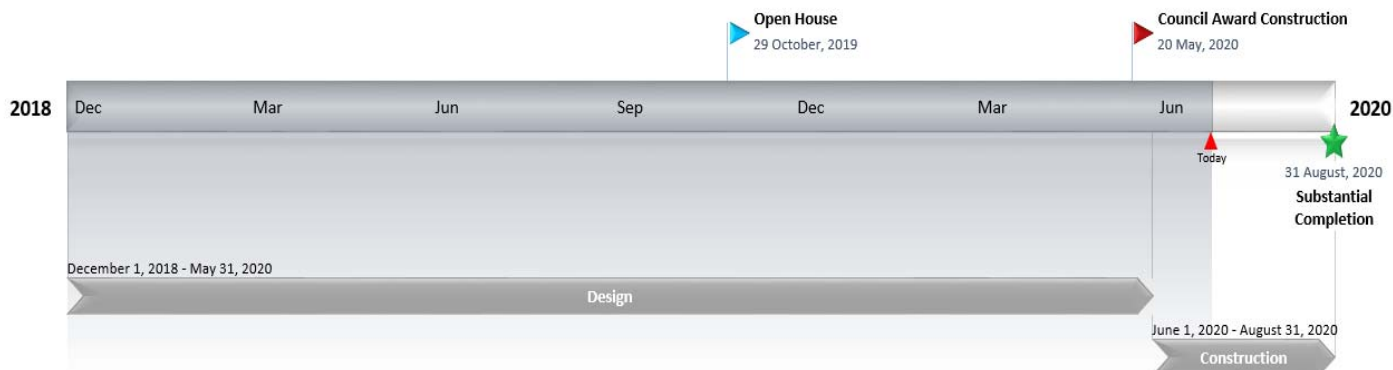 Open House
29 October, 2019
Council Award Construction
20 May, 2020
2018 Dec Mar Jun Sep Dec Mar Jun 2020
Today
31 August, 2020
Substantial
Completion
December 1, 2018 - May 31, 2020
Design
June 1, 2020 - August 31, 2020
Construction